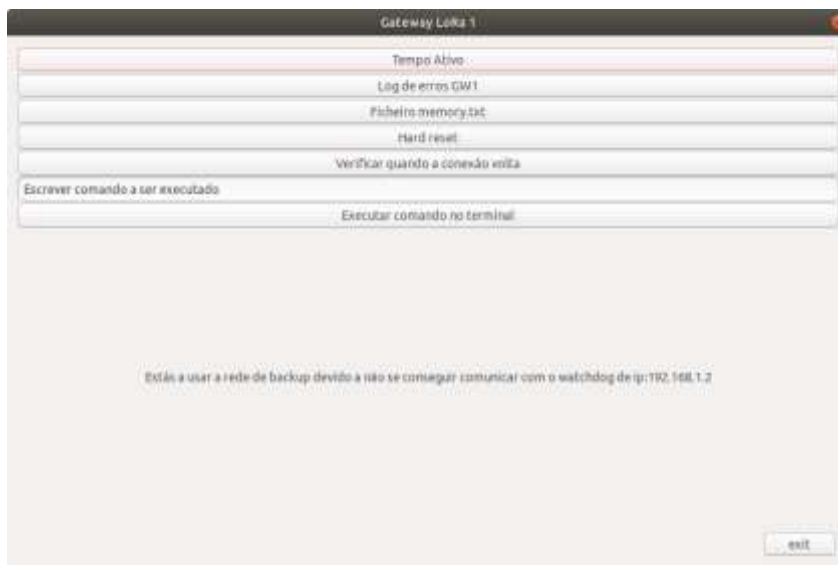 Gateway LoRa 1
Tempo Ativo
Log de erros GW1
Ficheiro memory.txt
Hard reset
Verificar quando a conexão volta
Escrever comando a ser executado
Executar comando no terminal
Estás a usar a rede de backup devido a não se conseguir comunicar com o watchdog de ip:192.168.1.2
exit